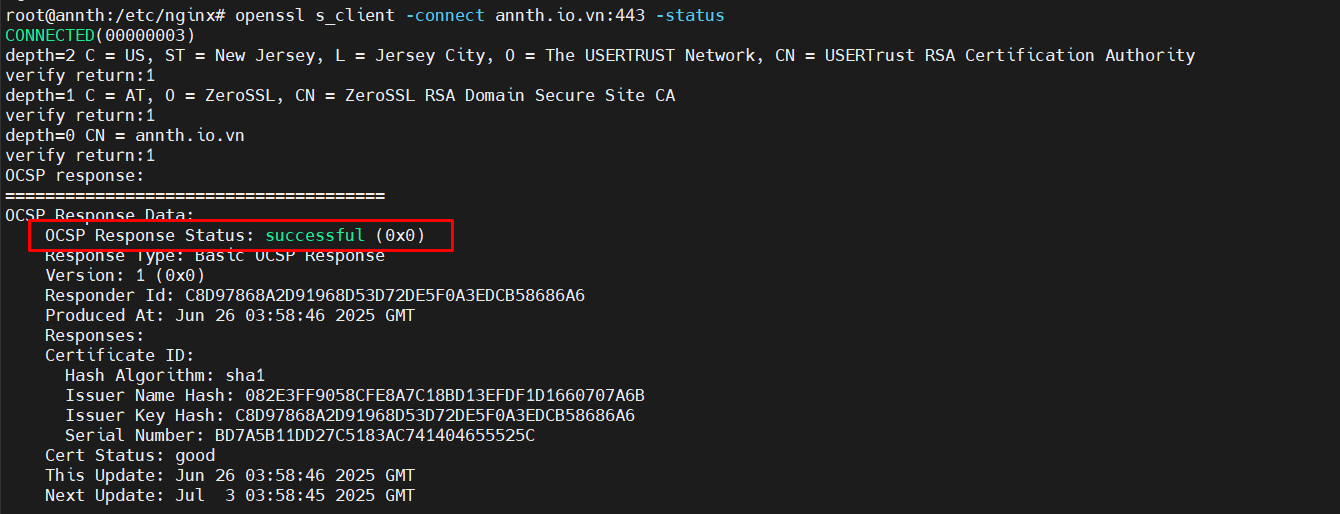 root@annth:/etc/nginx# openssl s_client -connect annth.io.vn:443 -status
CONNECTED(00000003)
depth=2 C = US, ST = New Jersey, L = Jersey City, O = The USERTRUST Network, CN = USERTrust RSA Certification Authority
verify return:1
depth=1 C = AT, O = ZeroSSL, CN = ZeroSSL RSA Domain Secure Site CA
verify return:1
depth=0 CN = annth.io.vn
verify return:1
OCSP response:
======================================
OCSP Response Data:
    OCSP Response Status: successful (0x0)
    Response Type: Basic OCSP Response
    Version: 1 (0x0)
    Responder Id: C8D97868A2D91968D53D72DE5F0A3EDCB58686A6
    Produced At: Jun 26 03:58:46 2025 GMT
    Responses:
    Certificate ID:
      Hash Algorithm: sha1
      Issuer Name Hash: 082E3FF9058CFE8A7C18BD13EFDF1D1660707A6B
      Issuer Key Hash: C8D97868A2D91968D53D72DE5F0A3EDCB58686A6
      Serial Number: BD7A5B11DD27C5183AC741404655525C
    Cert Status: good
    This Update: Jun 26 03:58:46 2025 GMT
    Next Update: Jul  3 03:58:45 2025 GMT